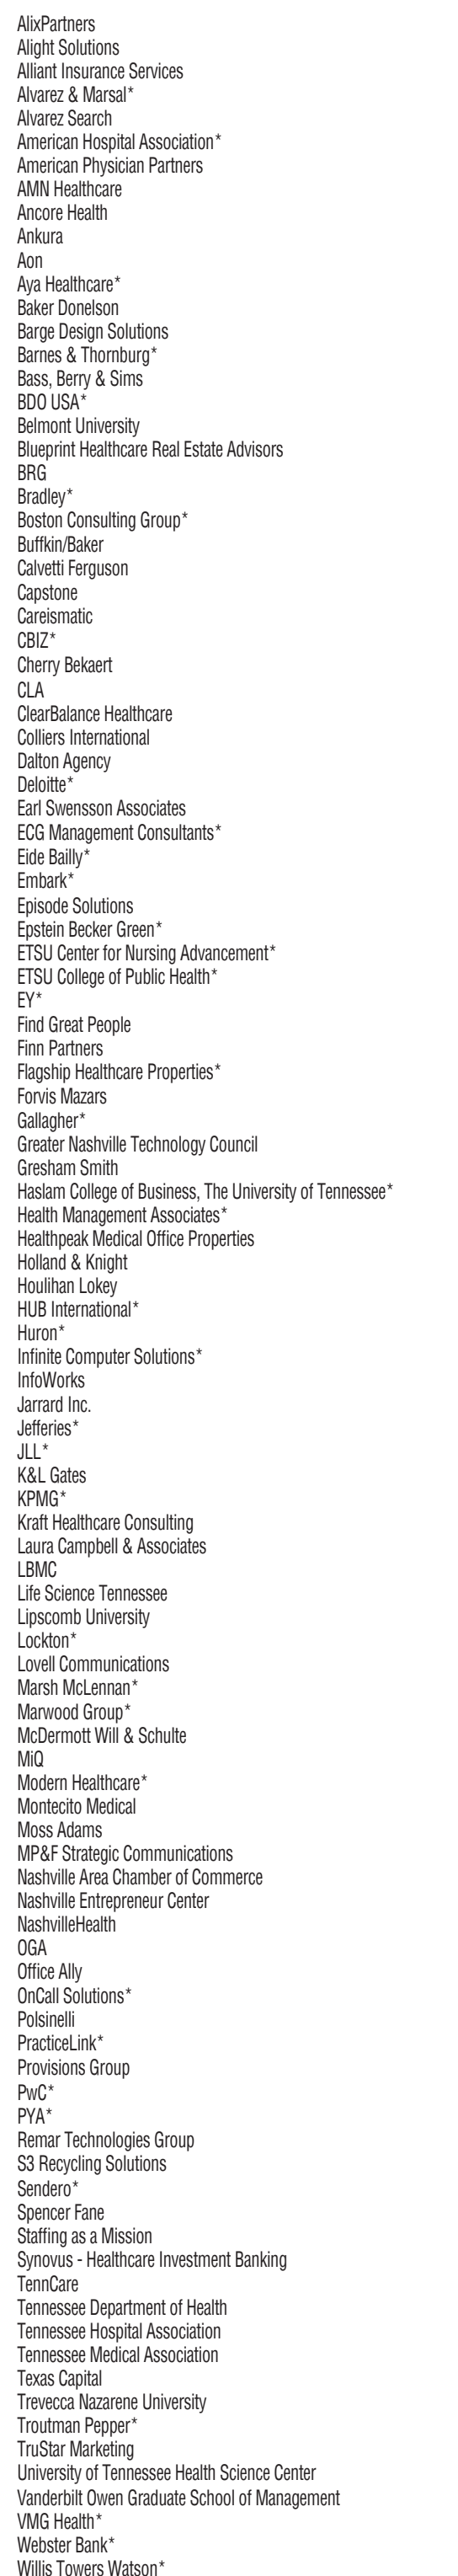 AlixPartners
Alight Solutions
Alliant Insurance Services
Alvarez & Marsal*
Alvarez Search
American Hospital Association*
American Physician Partners
AMN Healthcare
Ancore Health
Ankura
Aon
Aya Healthcare*
Baker Donelson
Barge Design Solutions
Barnes & Thornburg*
Bass, Berry & Sims
BDO USA*
Belmont University
Blueprint Healthcare Real Estate Advisors
BRG
Bradley*
Boston Consulting Group*
Buffkin/Baker
Calvetti Ferguson
Capstone
Careismatic
CBIZ*
Cherry Bekaert
CLA
ClearBalance Healthcare
Colliers International
Dalton Agency
Deloitte*
Earl Swensson Associates
ECG Management Consultants*
Eide Bailly*
Embark*
Episode Solutions
Epstein Becker Green*
ETSU Center for Nursing Advancement*
ETSU College of Public Health*
EY*
Find Great People
Finn Partners
Flagship Healthcare Properties*
Forvis Mazars
Gallagher*
Greater Nashville Technology Council
Gresham Smith
Haslam College of Business, The University of Tennessee*
Health Management Associates*
Healthpeak Medical Office Properties
Holland & Knight
Houlihan Lokey
HUB International*
Huron*
Infinite Computer Solutions*
InfoWorks
Jarrard Inc.
Jefferies*
JLL*
K&L Gates
KPMG*
Kraft Healthcare Consulting
Laura Campbell & Associates
LBMC
Life Science Tennessee
Lipscomb University
Lockton*
Lovell Communications
Marsh McLennan*
Marwood Group*
McDermott Will & Schulte
MiQ
Modern Healthcare*
Montecito Medical
Moss Adams
MP&F Strategic Communications
Nashville Area Chamber of Commerce
Nashville Entrepreneur Center
NashvilleHealth
OGA
Office Ally
OnCall Solutions*
Polsinelli
PracticeLink*
Provisions Group
PwC*
PYA*
Remar Technologies Group
S3 Recycling Solutions
Sendero*
Spencer Fane
Staffing as a Mission
Synovus - Healthcare Investment Banking
TennCare
Tennessee Department of Health
Tennessee Hospital Association
Tennessee Medical Association
Texas Capital
Trevecca Nazarene University
Troutman Pepper*
TruStar Marketing
University of Tennessee Health Science Center
Vanderbilt Owen Graduate School of Management
VMG Health*
Webster Bank*
Willis Towers Watson*